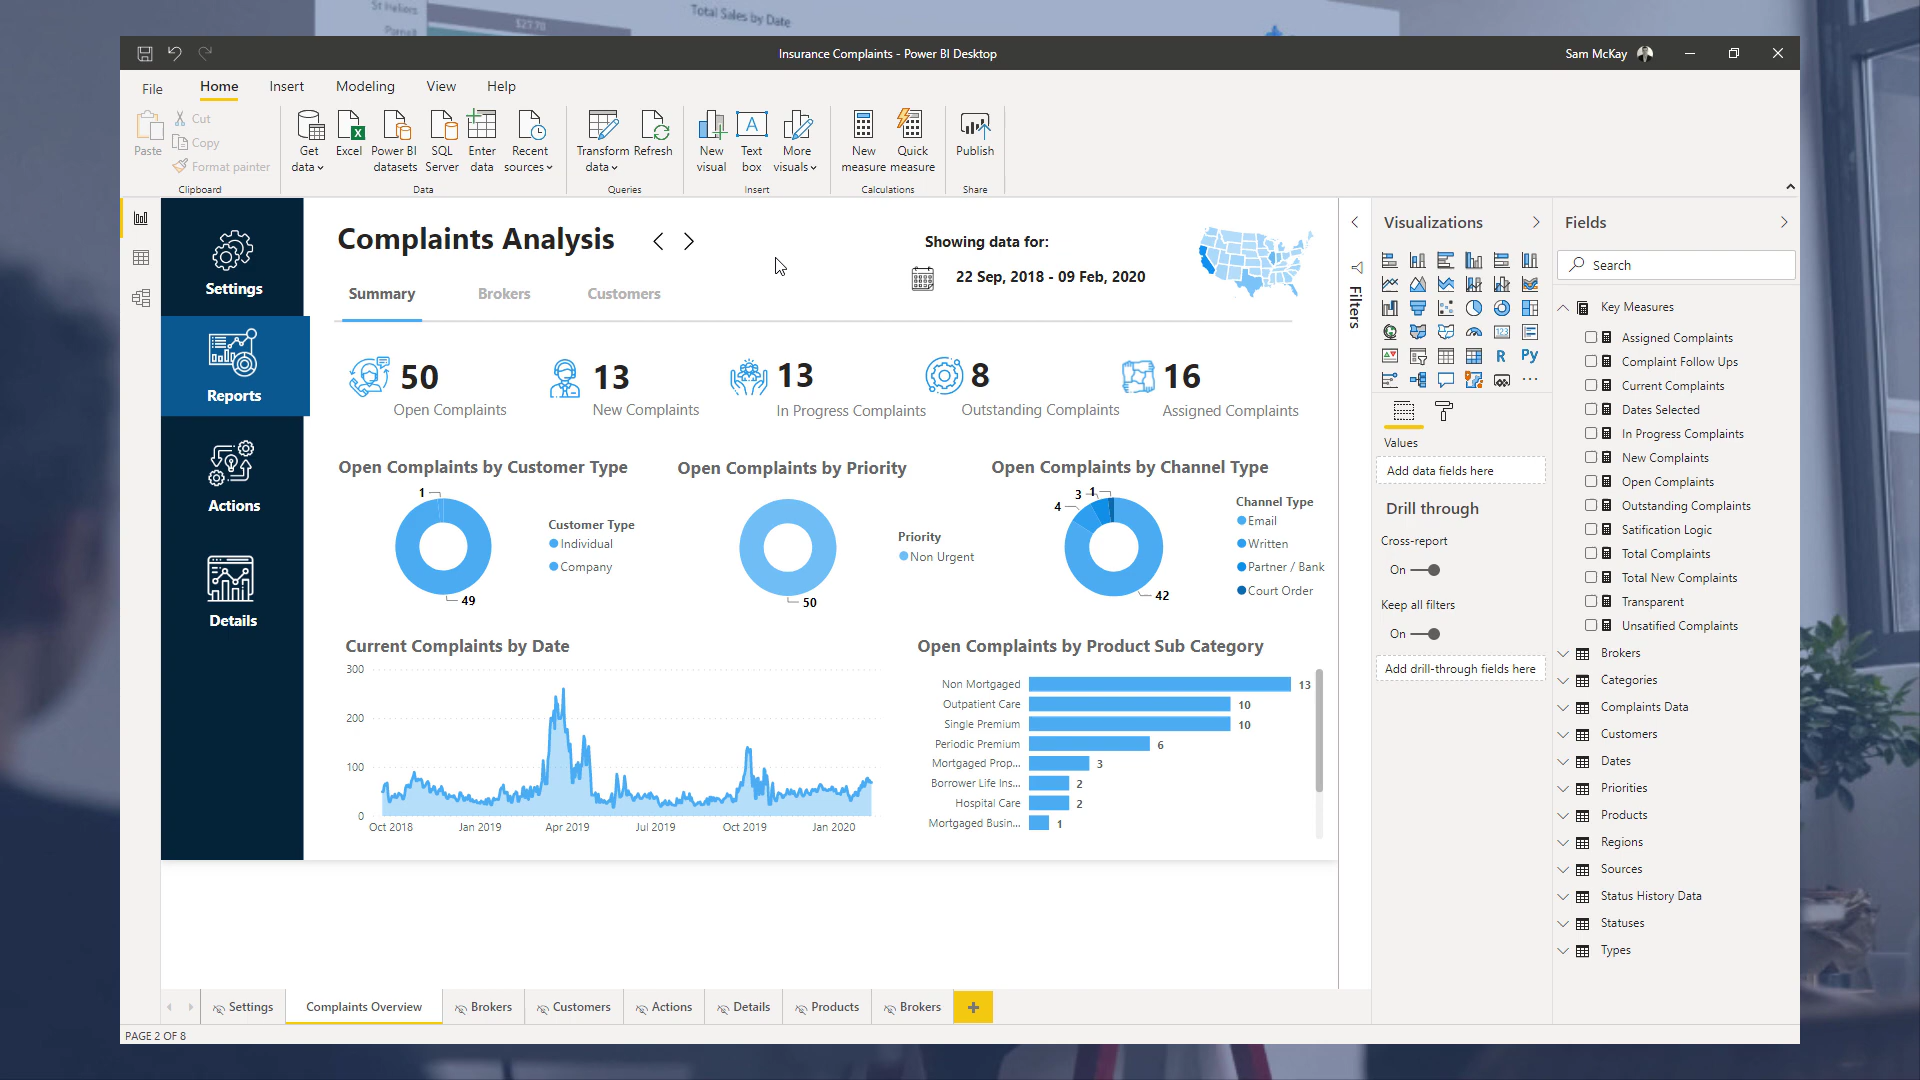 St Heliers
$27.70
Total Sales by Date
Insurance Complaints - Power BI Desktop
Sam McKay
File
Home
Insert
Modeling
View
Help
Paste
Cut
Copy
Format painter
Clipboard
Get data
Excel
Power BI datasets
SQL Server
Enter data
Recent sources
Data
Transform data
Refresh
Queries
New visual
A
Text box
More visuals
Insert
New measure
Quick measure
Calculations
Publish
Share
Settings
Reports
Actions
Details
Complaints Analysis
Showing data for:
22 Sep, 2018 - 09 Feb, 2020
Summary
Brokers
Customers
50
Open Complaints
13
New Complaints
13
In Progress Complaints
8
Outstanding Complaints
16
Assigned Complaints
Open Complaints by Customer Type
1
49
Customer Type
Individual
Company
Open Complaints by Priority
50
Priority
Non Urgent
Open Complaints by Channel Type
4
3
1
42
Channel Type
Email
Written
Partner / Bank
Court Order
Current Complaints by Date
300
200
100
0
Oct 2018
Jan 2019
Apr 2019
Jul 2019
Oct 2019
Jan 2020
Open Complaints by Product Sub Category
Non Mortgaged 13
Outpatient Care 10
Single Premium 10
Periodic Premium 6
Mortgaged Prop... 3
Borrower Life Ins... 2
Hospital Care 2
Mortgaged Busin... 1
Filters
Visualizations
123
R
Py
Values
Add data fields here
Drill through
Cross-report
On
Keep all filters
On
Add drill-through fields here
Fields
Search
Key Measures
Assigned Complaints
Complaint Follow Ups
Current Complaints
Dates Selected
In Progress Complaints
New Complaints
Open Complaints
Outstanding Complaints
Satification Logic
Total Complaints
Total New Complaints
Transparent
Unsatified Complaints
Brokers
Categories
Complaints Data
Customers
Dates
Priorities
Products
Regions
Sources
Status History Data
Statuses
Types
Settings
Complaints Overview
Brokers
Customers
Actions
Details
Products
Brokers
+
PAGE 2 OF 8